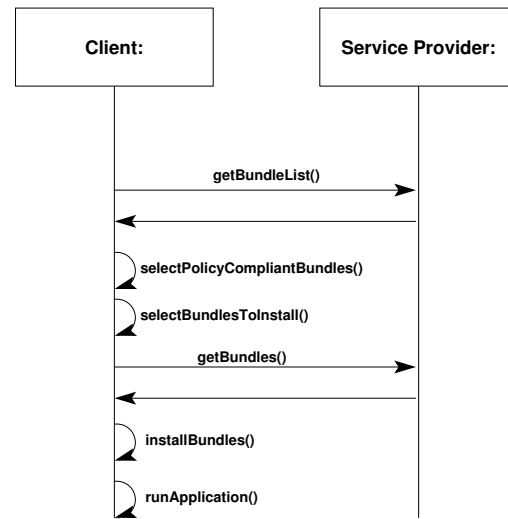 Client:
Service Provider:
getBundleList()
selectPolicyCompliantBundles()
selectBundlesToInstall()
getBundles()
installBundles()
runApplication()